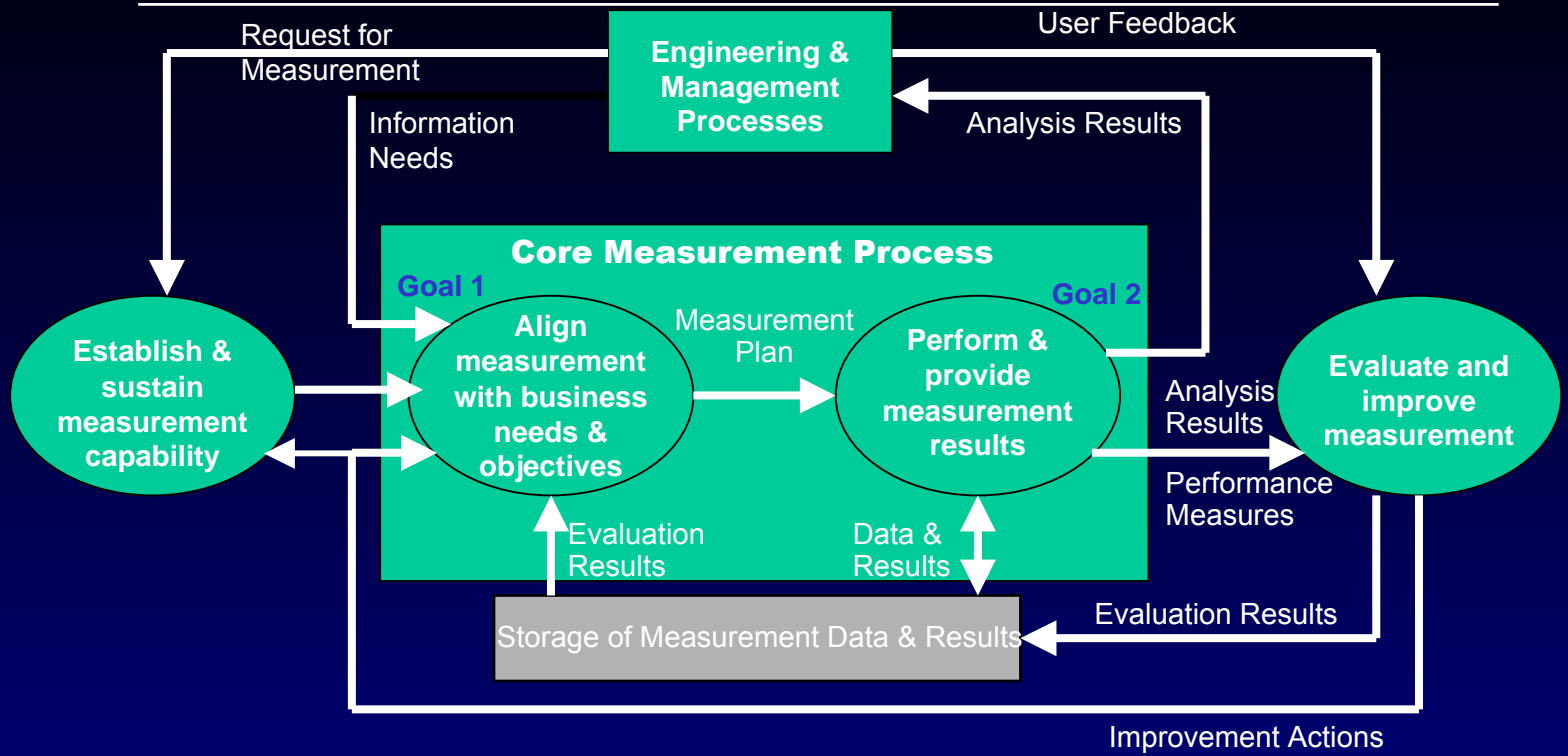 Request for
Measurement
Engineering &
Management
Processes
User Feedback
Information
Needs
Analysis Results
Core Measurement Process
Goal 1
Goal 2
Establish &
sustain
measurement
capability
Align
measurement
with business
needs &
objectives
Measurement
Plan
Perform &
provide
measurement
results
Analysis
Results
Performance
Measures
Evaluate and
improve
measurement
Evaluation
Results
Data &
Results
Storage of Measurement Data & Results
Evaluation Results
Improvement Actions